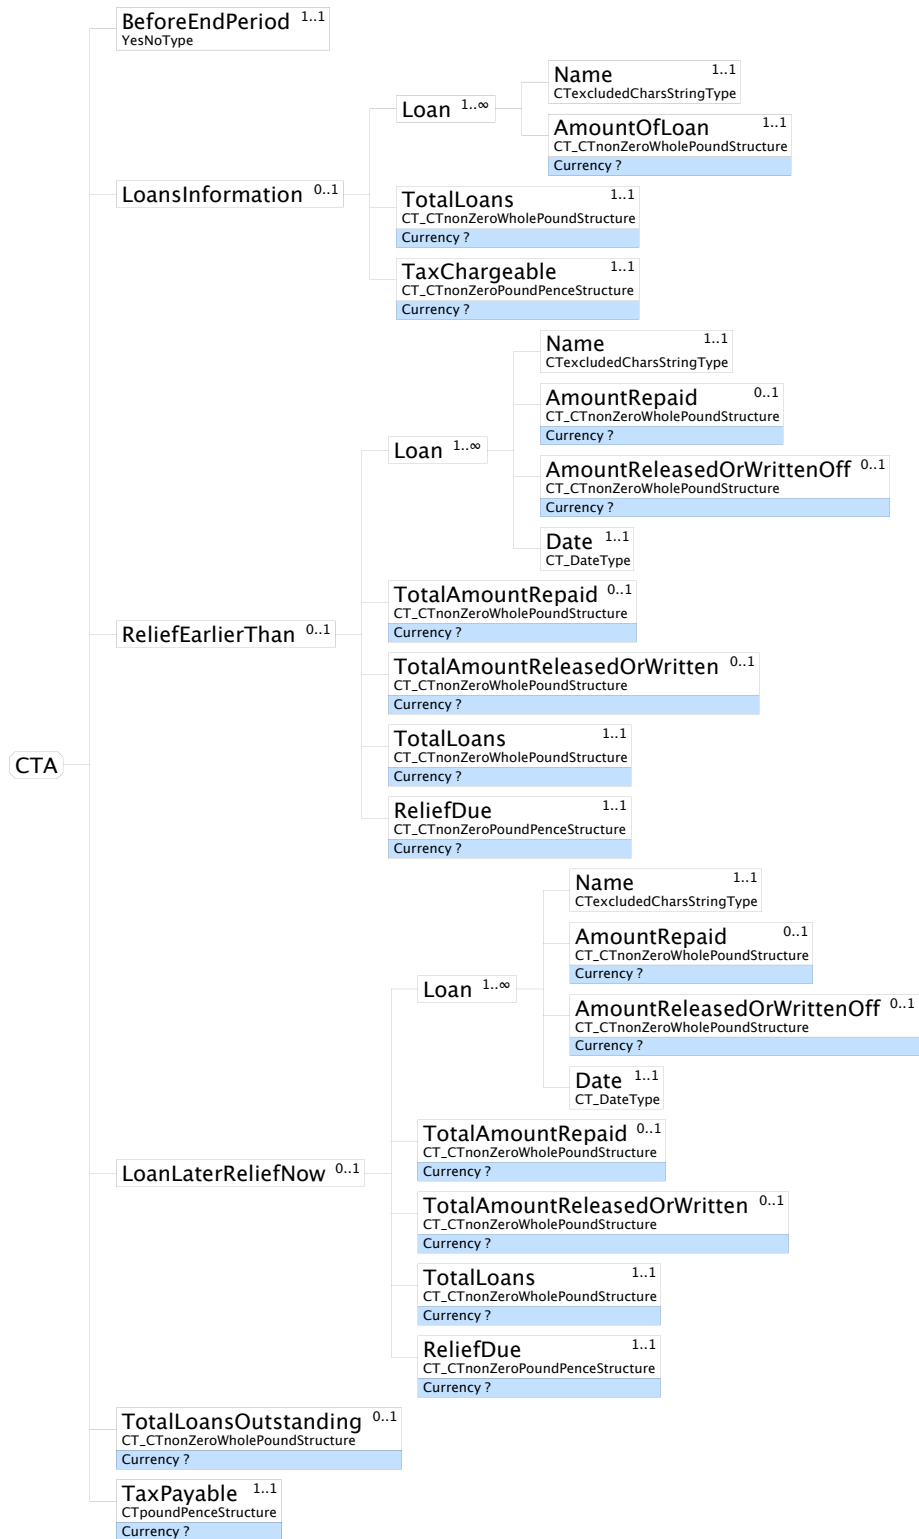 BeforeEndPeriod 1..1
YesNoType
Name 1..1
CTexcludedCharsStringType
Loan 1..∞
AmountOfLoan 1..1
CT_CTnonZeroWholePoundStructure
Currency ?
LoansInformation 0..1
TotalLoans 1..1
CT_CTnonZeroWholePoundStructure
Currency ?
TaxChargeable 1..1
CT_CTnonZeroPoundPenceStructure
Currency ?
Name 1..1
CTexcludedCharsStringType
AmountRepaid 0..1
CT_CTnonZeroWholePoundStructure
Currency ?
Loan 1..∞
AmountReleasedOrWrittenOff 0..1
CT_CTnonZeroWholePoundStructure
Currency ?
Date 1..1
CT_DateType
TotalAmountRepaid 0..1
CT_CTnonZeroWholePoundStructure
Currency ?
ReliefEarlierThan 0..1
TotalAmountReleasedOrWritten 0..1
CT_CTnonZeroWholePoundStructure
Currency ?
TotalLoans 1..1
CT_CTnonZeroWholePoundStructure
Currency ?
CTA
ReliefDue 1..1
CT_CTnonZeroPoundPenceStructure
Currency ?
Name 1..1
CTexcludedCharsStringType
AmountRepaid 0..1
CT_CTnonZeroWholePoundStructure
Currency ?
Loan 1..∞
AmountReleasedOrWrittenOff 0..1
CT_CTnonZeroWholePoundStructure
Currency ?
Date 1..1
CT_DateType
TotalAmountRepaid 0..1
CT_CTnonZeroWholePoundStructure
Currency ?
LoanLaterReliefNow 0..1
TotalAmountReleasedOrWritten 0..1
CT_CTnonZeroWholePoundStructure
Currency ?
TotalLoans 1..1
CT_CTnonZeroWholePoundStructure
Currency ?
ReliefDue 1..1
CT_CTnonZeroPoundPenceStructure
Currency ?
TotalLoansOutstanding 0..1
CT_CTnonZeroWholePoundStructure
Currency ?
TaxPayable 1..1
CTpoundPenceStructure
Currency ?